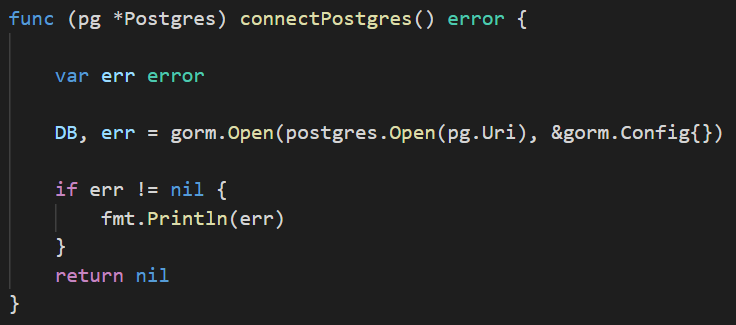 func (pg *Postgres) connectPostgres() error {
var err error
DB, err = gorm.Open(postgres.Open(pg.Uri), &gorm.Config{})
if err != nil {
fmt.Println(err)
}
return nil
}